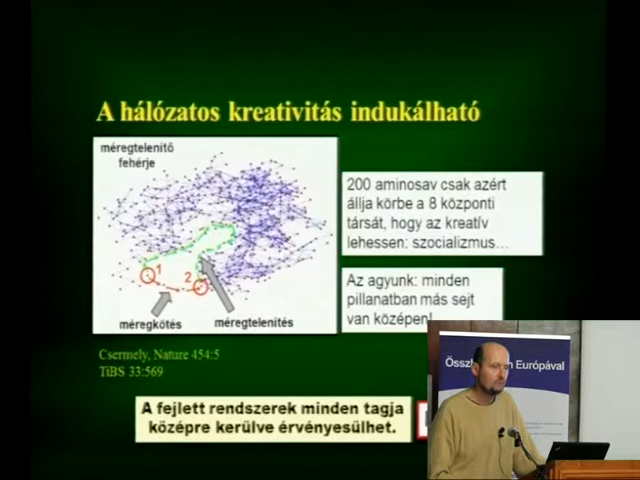 A hálózatos kreativitás indukálható
méregtelenítő
fehérje
1
2
méregkötés
méregtelenítés
200 aminosav csak azért
állja körbe a 8 központi
társát, hogy az kreatív
lehessen: szocializmus...
Az agyunk: minden
pillanatban más sejt
van középen!
Csermely, Nature 454:5
TiBS 33:569
A fejlett rendszerek minden tagja
középre kerülve érvényesülhet.
Európával